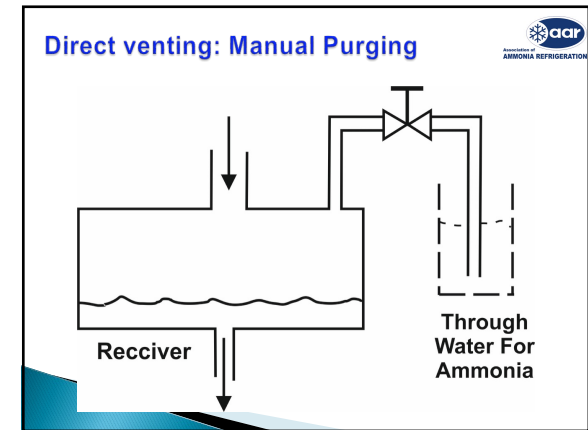 Direct venting: Manual Purging
aar
Association of
AMMONIA REFRIGERATION
Recciver
Through
Water For
Ammonia